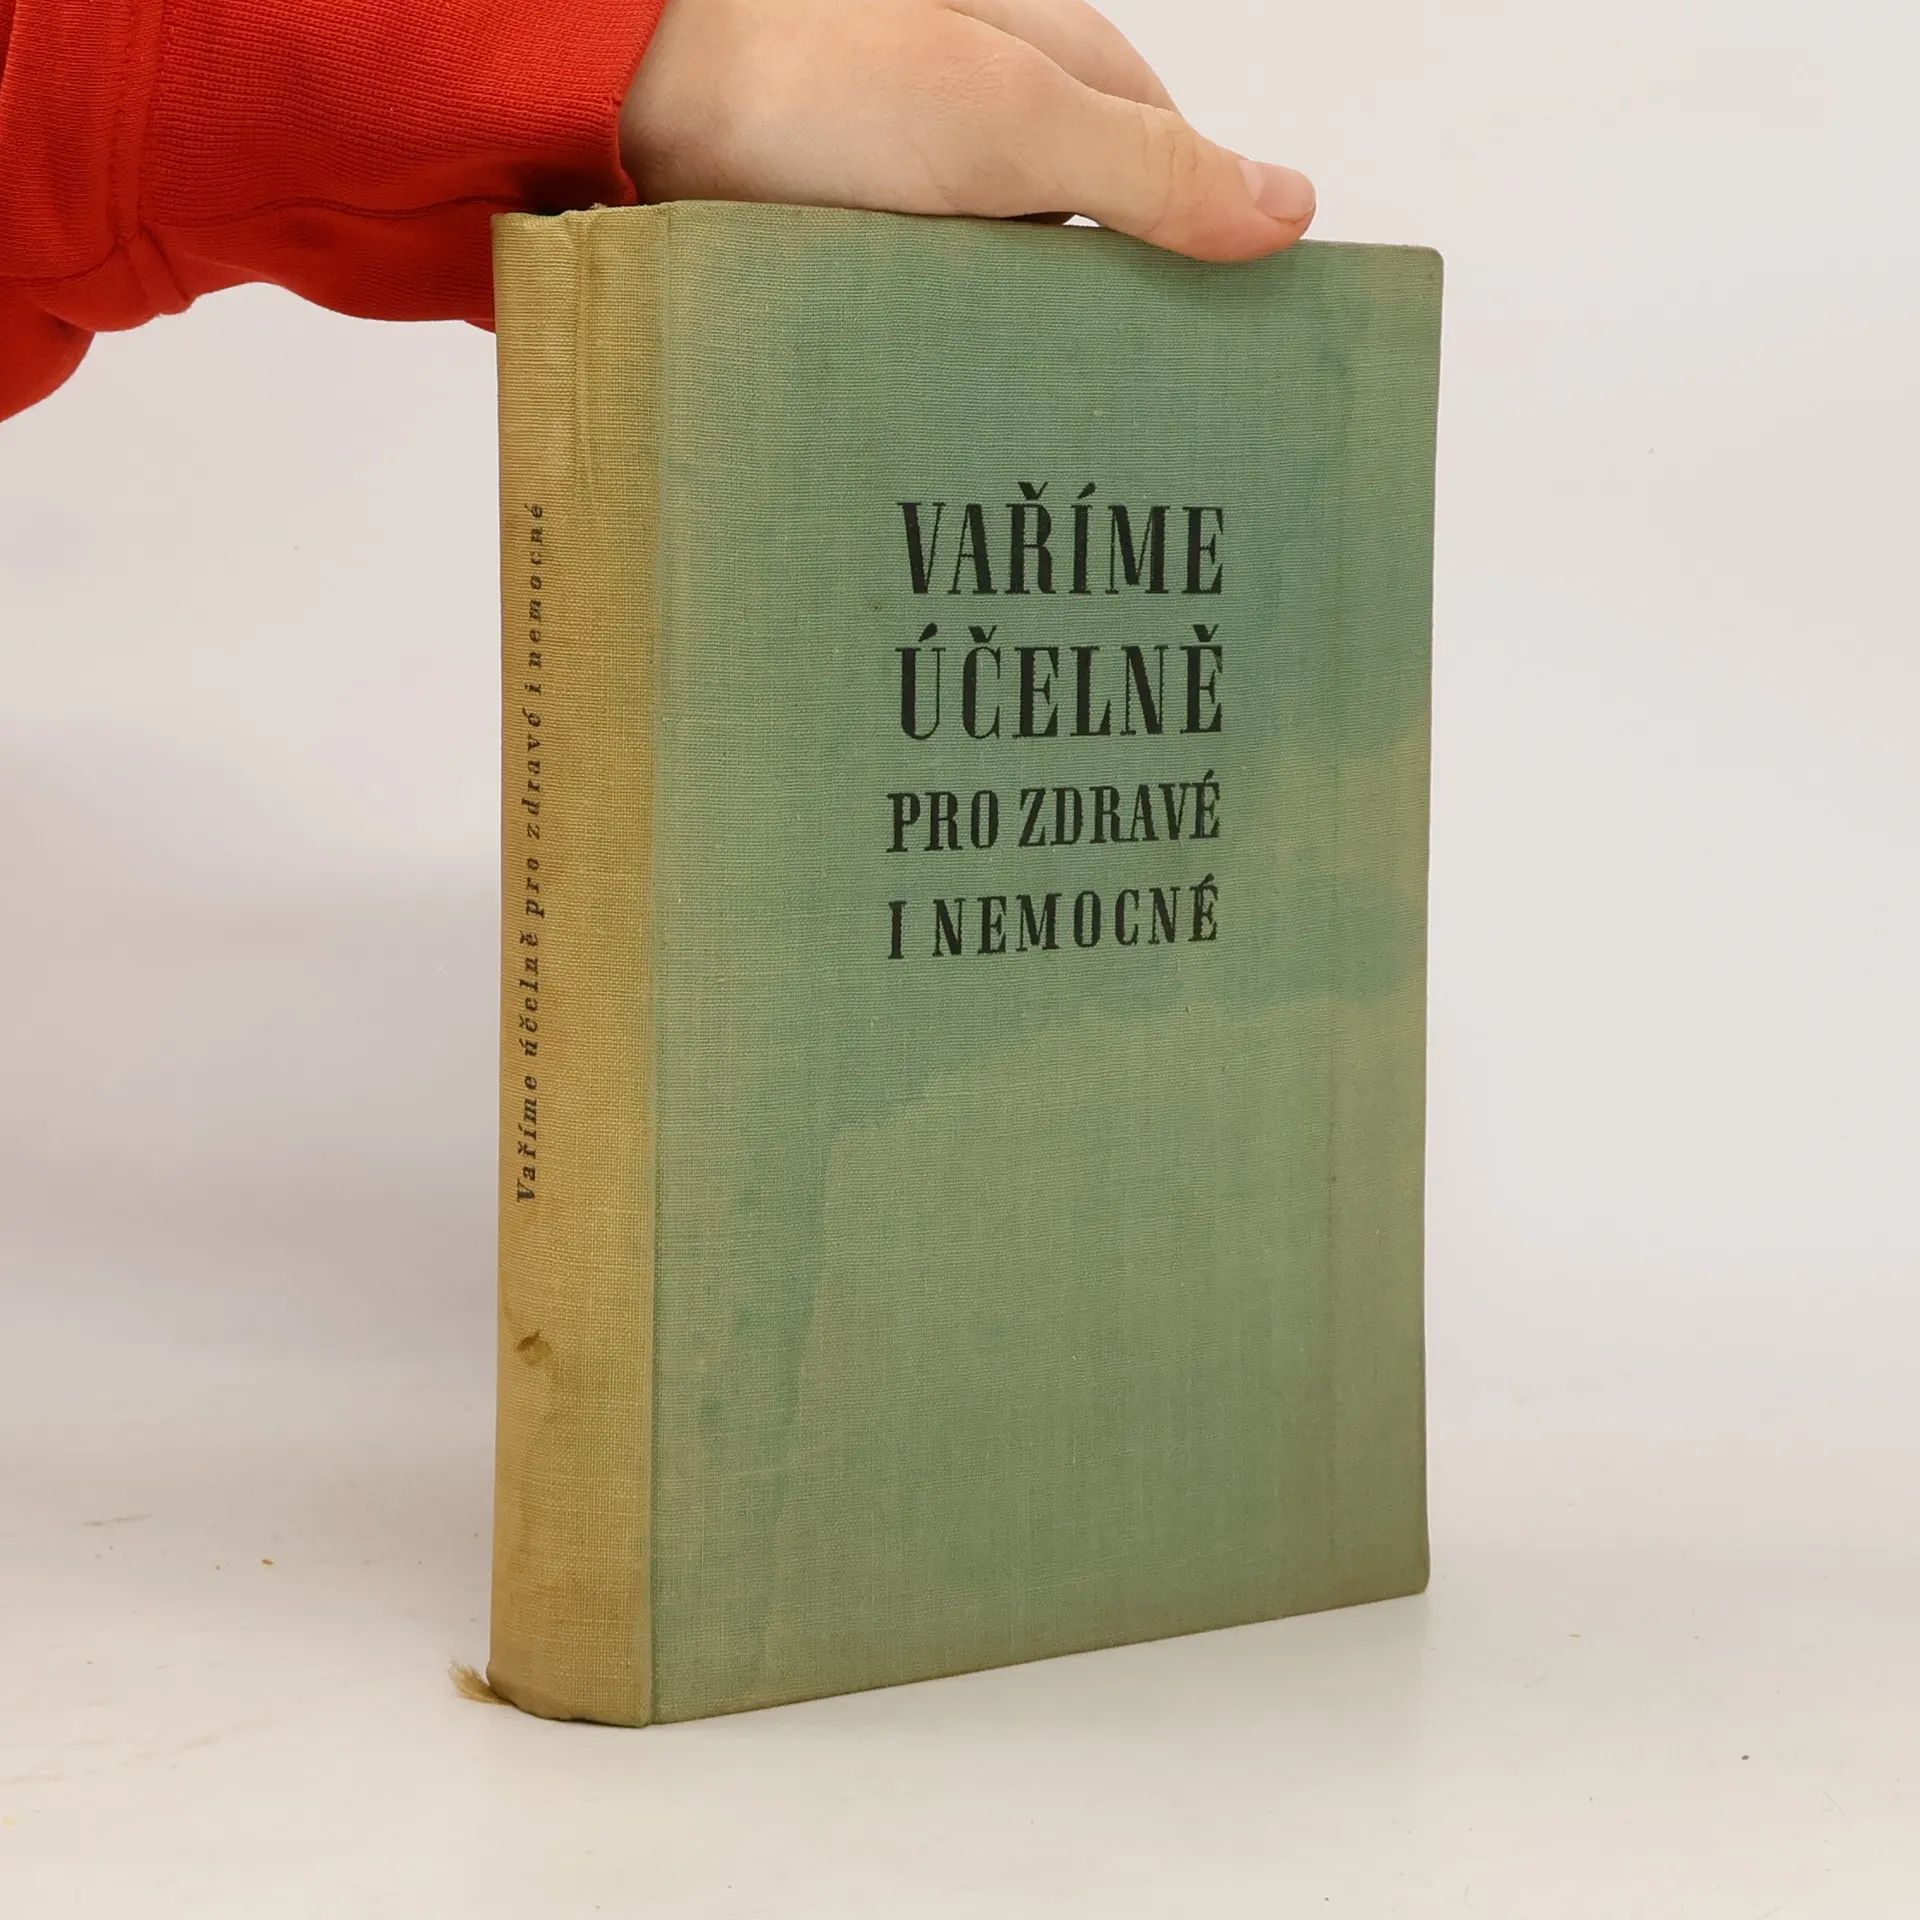 VAŘÍME
ÚČELNĚ
PRO ZDRAVÉ
I NEMOCNÉ
Vaříme účelně pro zdravé i nemocné